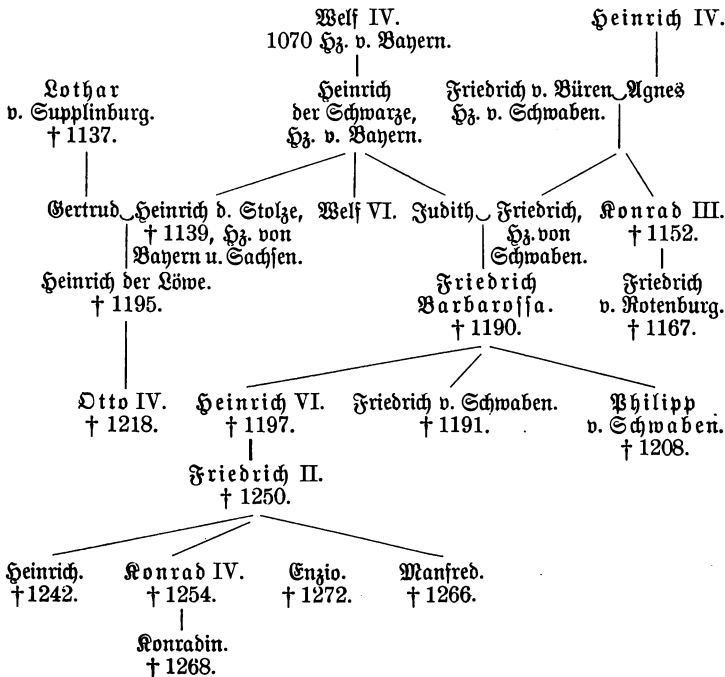 Welf IV.
1070 Hz. v. Bayern.
Heinrich IV.
Lothar
v. Supplinburg.
† 1137.
Heinrich
der Schwarze,
Hz. v. Bayern.
Friedrich v. Büren Agnes
Hz. v. Schwaben.
Gertrud Heinrich d. Stolze,
† 1139, Hz. von
Bayern u. Sachsen.
Welf VI.
Judith Friedrich,
Hz. von
Schwaben.
Konrad III.
† 1152.
Heinrich der Löwe.
† 1195.
Friedrich
Barbarossa.
† 1190.
Friedrich
v. Rotenburg.
† 1167.
Otto IV.
† 1218.
Heinrich VI.
† 1197.
Friedrich v. Schwaben.
† 1191.
Philipp
v. Schwaben.
† 1208.
Friedrich II.
† 1250.
Heinrich.
† 1242.
Konrad IV.
† 1254.
Enzio.
† 1272.
Manfred.
† 1266.
Konradin.
† 1268.